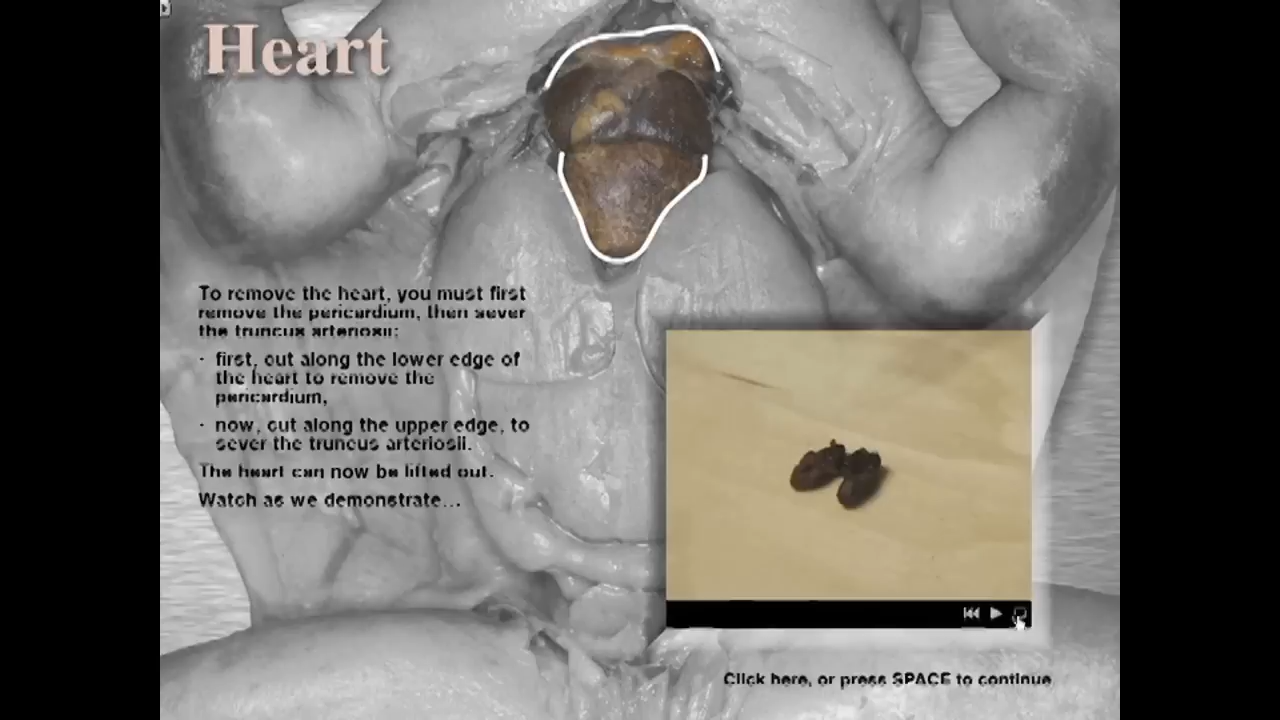 Heart
To remove the heart, you must first
remove the pericardium, then sever
the truncus arteriosii:
· first, cut along the lower edge of
the heart to remove the
pericardium,
· now, cut along the upper edge, to
sever the truncus arteriosii.
The heart can now be lifted out.
Watch as we demonstrate...
Click here, or press SPACE to continue